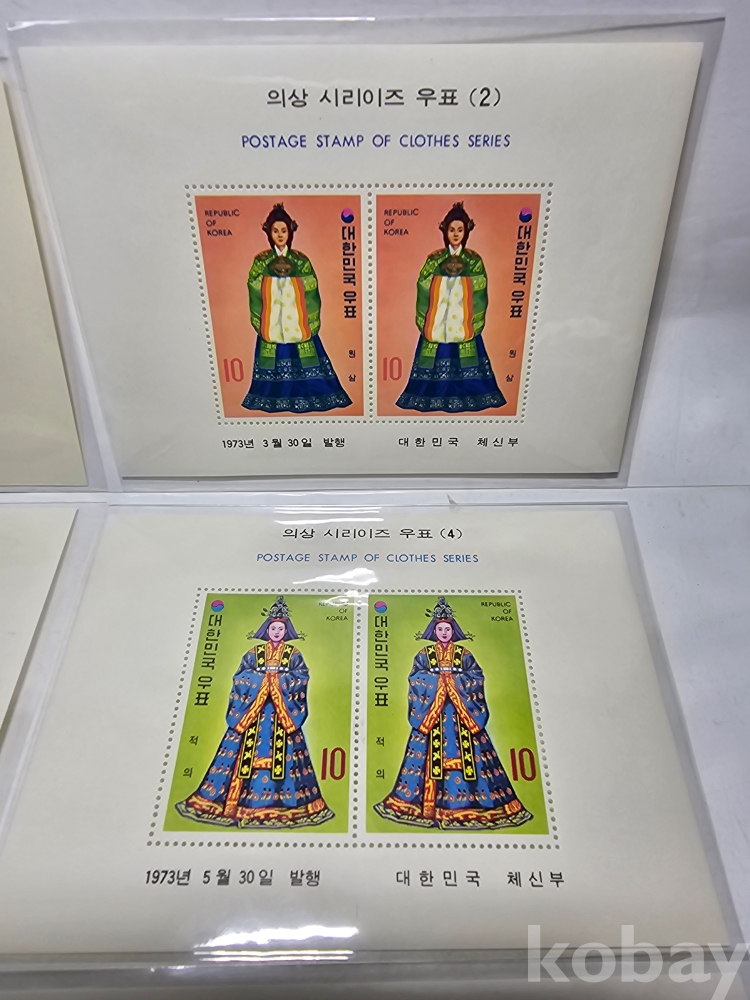 의상 시리이즈 우표 (2)
POSTAGE STAMP OF CLOTHES SERIES
REPUBLIC
OF
KOREA
대한민국 우표
원삼
10
REPUBLIC
OF
KOREA
대한민국 우표
원삼
10
1973년 3월 30일 발행 대한민국 체신부
의상 시리이즈 우표 (4)
POSTAGE STAMP OF CLOTHES SERIES
대한민국 우표
REPUBLIC
OF
KOREA
적의
10
대한민국 우표
REPUBLIC
OF
KOREA
적의
10
1973년 5월 30일 발행 대한민국 체신부
kobay